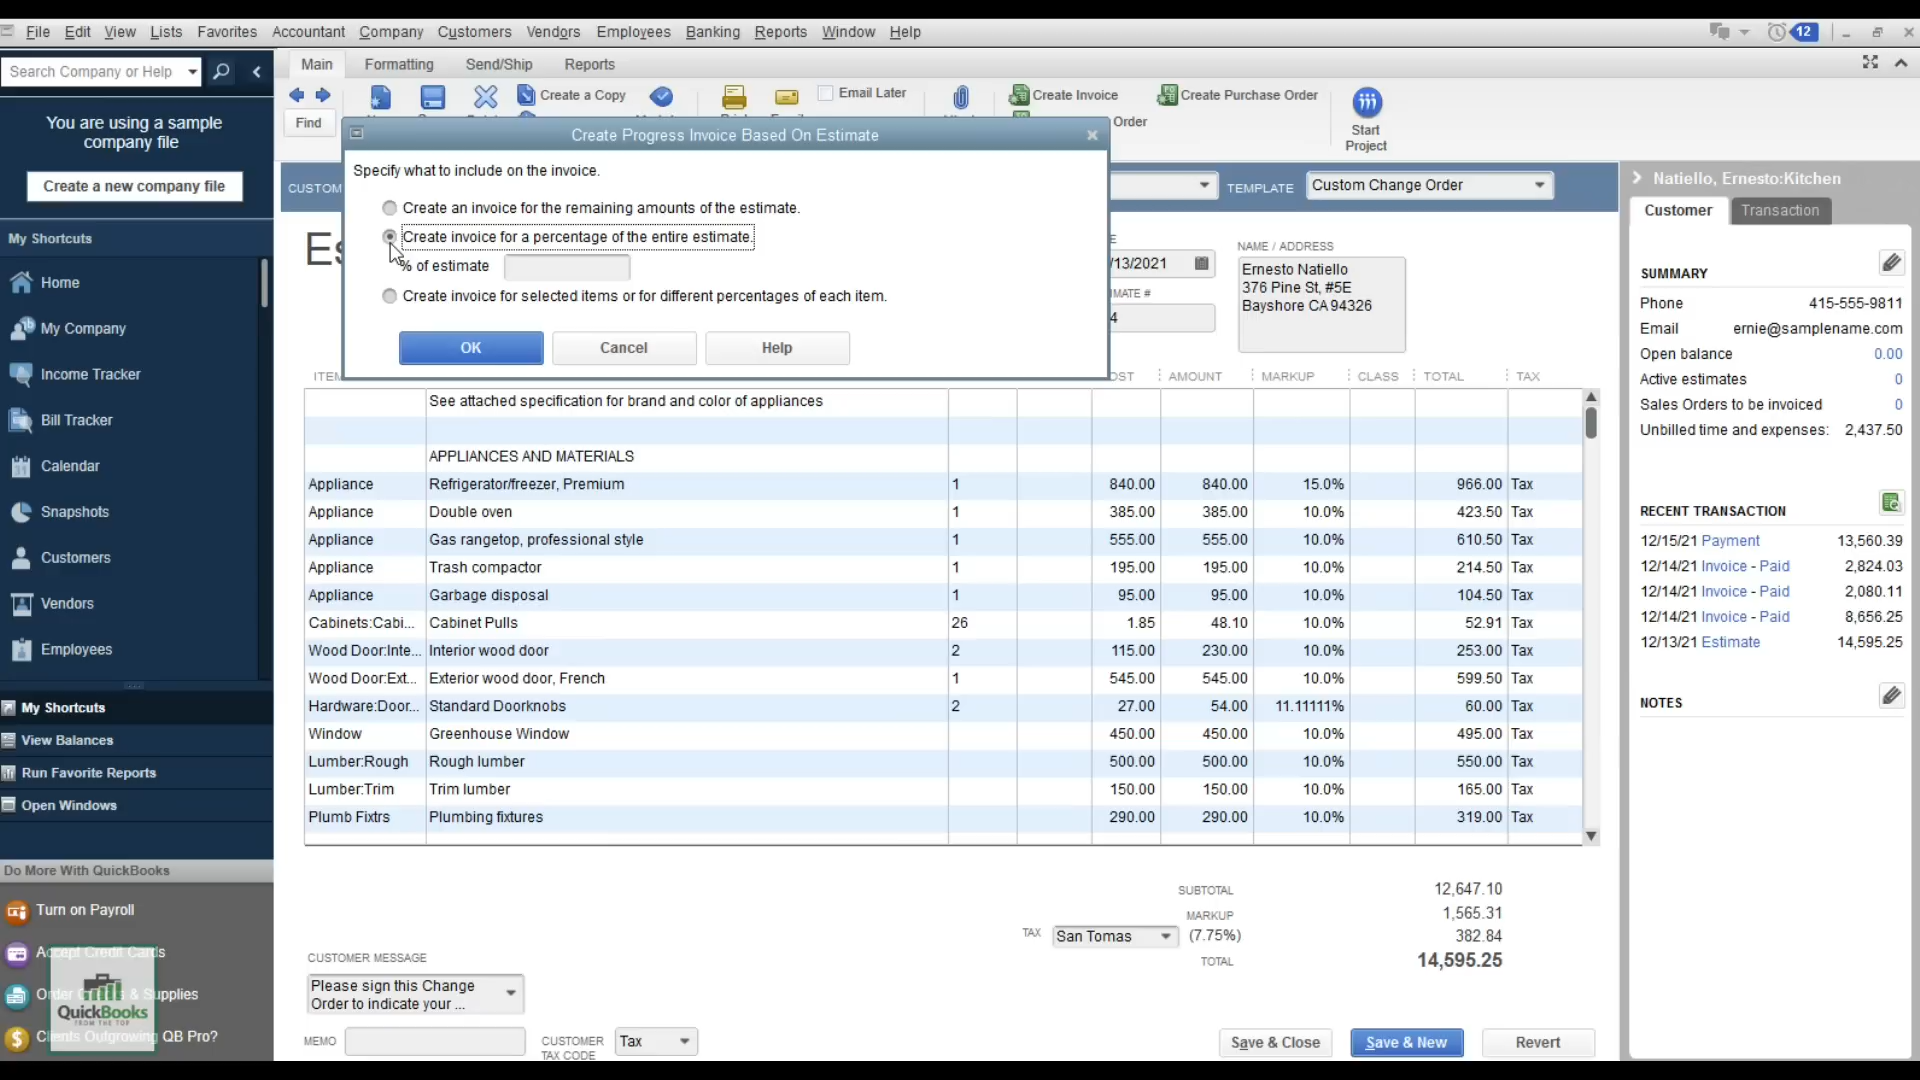 File Edit View Lists Favorites Accountant Company Customers Vendors Employees Banking Reports Window Help
12
Search Company or Help
You are using a sample
company file
Create a new company file
My Shortcuts
Home
My Company
Income Tracker
Bill Tracker
Calendar
Snapshots
Customers
Vendors
Employees
My Shortcuts
View Balances
Run Favorite Reports
Open Windows
Do More With QuickBooks
Turn on Payroll
Accept Credit Cards
Order Checks & Supplies
Clients Outgrowing QB Pro?
QuickBooks
FROM THE TOP
Main Formatting Send/Ship Reports
Find
Create a Copy
Email Later
Create Invoice
Create Purchase Order
Order
Start
Project
Create Progress Invoice Based On Estimate
Specify what to include on the invoice.
Create an invoice for the remaining amounts of the estimate.
Create invoice for a percentage of the entire estimate.
% of estimate
Create invoice for selected items or for different percentages of each item.
OK Cancel Help
CUSTOM
TEMPLATE Custom Change Order
Es
E
/13/2021
IMATE #
4
NAME / ADDRESS
Ernesto Natiello
376 Pine St, #5E
Bayshore CA 94326
ITEM OST AMOUNT MARKUP CLASS TOTAL TAX
See attached specification for brand and color of appliances
APPLIANCES AND MATERIALS
Appliance Refrigerator/freezer, Premium 1 840.00 840.00 15.0% 966.00 Tax
Appliance Double oven 1 385.00 385.00 10.0% 423.50 Tax
Appliance Gas rangetop, professional style 1 555.00 555.00 10.0% 610.50 Tax
Appliance Trash compactor 1 195.00 195.00 10.0% 214.50 Tax
Appliance Garbage disposal 1 95.00 95.00 10.0% 104.50 Tax
Cabinets:Cabi... Cabinet Pulls 26 1.85 48.10 10.0% 52.91 Tax
Wood Door:Inte... Interior wood door 2 115.00 230.00 10.0% 253.00 Tax
Wood Door:Ext... Exterior wood door, French 1 545.00 545.00 10.0% 599.50 Tax
Hardware:Door... Standard Doorknobs 2 27.00 54.00 11.11111% 60.00 Tax
Window Greenhouse Window 450.00 450.00 10.0% 495.00 Tax
Lumber:Rough Rough lumber 500.00 500.00 10.0% 550.00 Tax
Lumber:Trim Trim lumber 150.00 150.00 10.0% 165.00 Tax
Plumb Fixtrs Plumbing fixtures 290.00 290.00 10.0% 319.00 Tax
SUBTOTAL 12,647.10
MARKUP 1,565.31
TAX San Tomas (7.75%) 382.84
TOTAL 14,595.25
CUSTOMER MESSAGE
Please sign this Change
Order to indicate your ...
MEMO
CUSTOMER
TAX CODE
Tax
Save & Close Save & New Revert
Natiello, Ernesto:Kitchen
Customer Transaction
SUMMARY
Phone 415-555-9811
Email ernie@samplename.com
Open balance 0.00
Active estimates 0
Sales Orders to be invoiced 0
Unbilled time and expenses: 2,437.50
RECENT TRANSACTION
12/15/21 Payment 13,560.39
12/14/21 Invoice - Paid 2,824.03
12/14/21 Invoice - Paid 2,080.11
12/14/21 Invoice - Paid 8,656.25
12/13/21 Estimate 14,595.25
NOTES